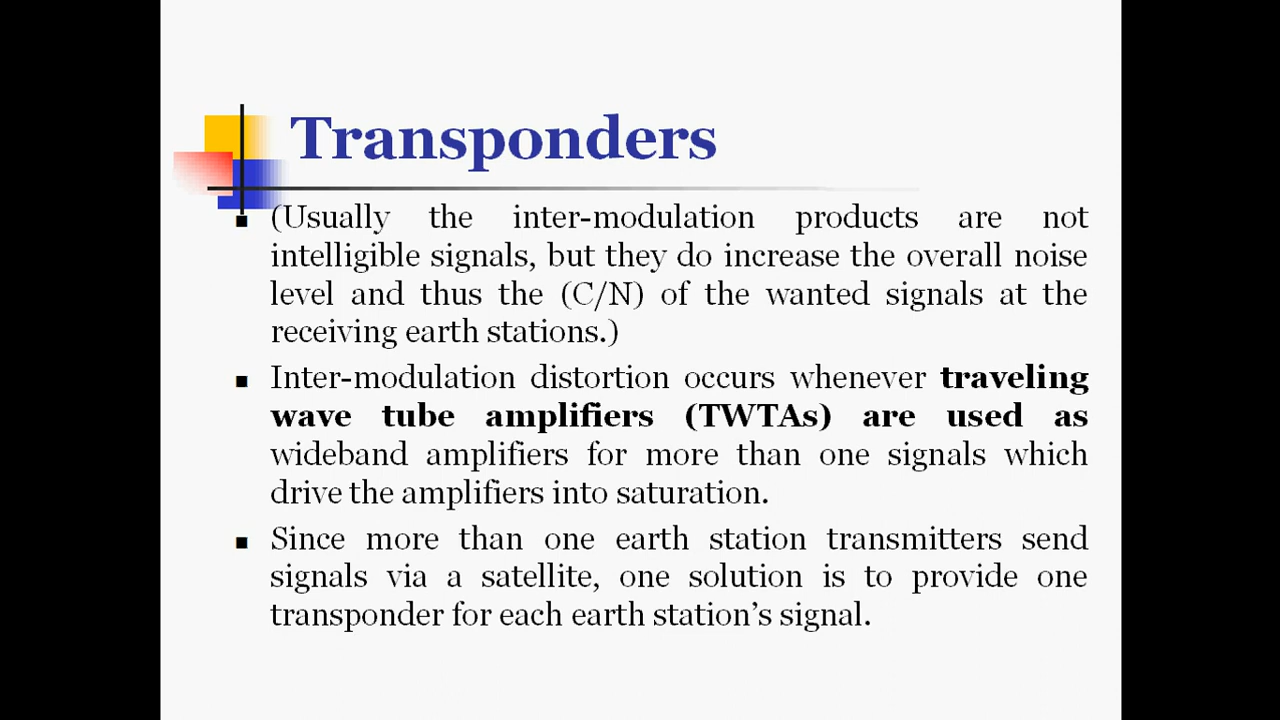 Transponders
(Usually the inter-modulation products are not
intelligible signals, but they do increase the overall noise
level and thus the (C/N) of the wanted signals at the
receiving earth stations.)
Inter-modulation distortion occurs whenever traveling
wave tube amplifiers (TWTAs) are used as
wideband amplifiers for more than one signals which
drive the amplifiers into saturation.
Since more than one earth station transmitters send
signals via a satellite, one solution is to provide one
transponder for each earth station’s signal.